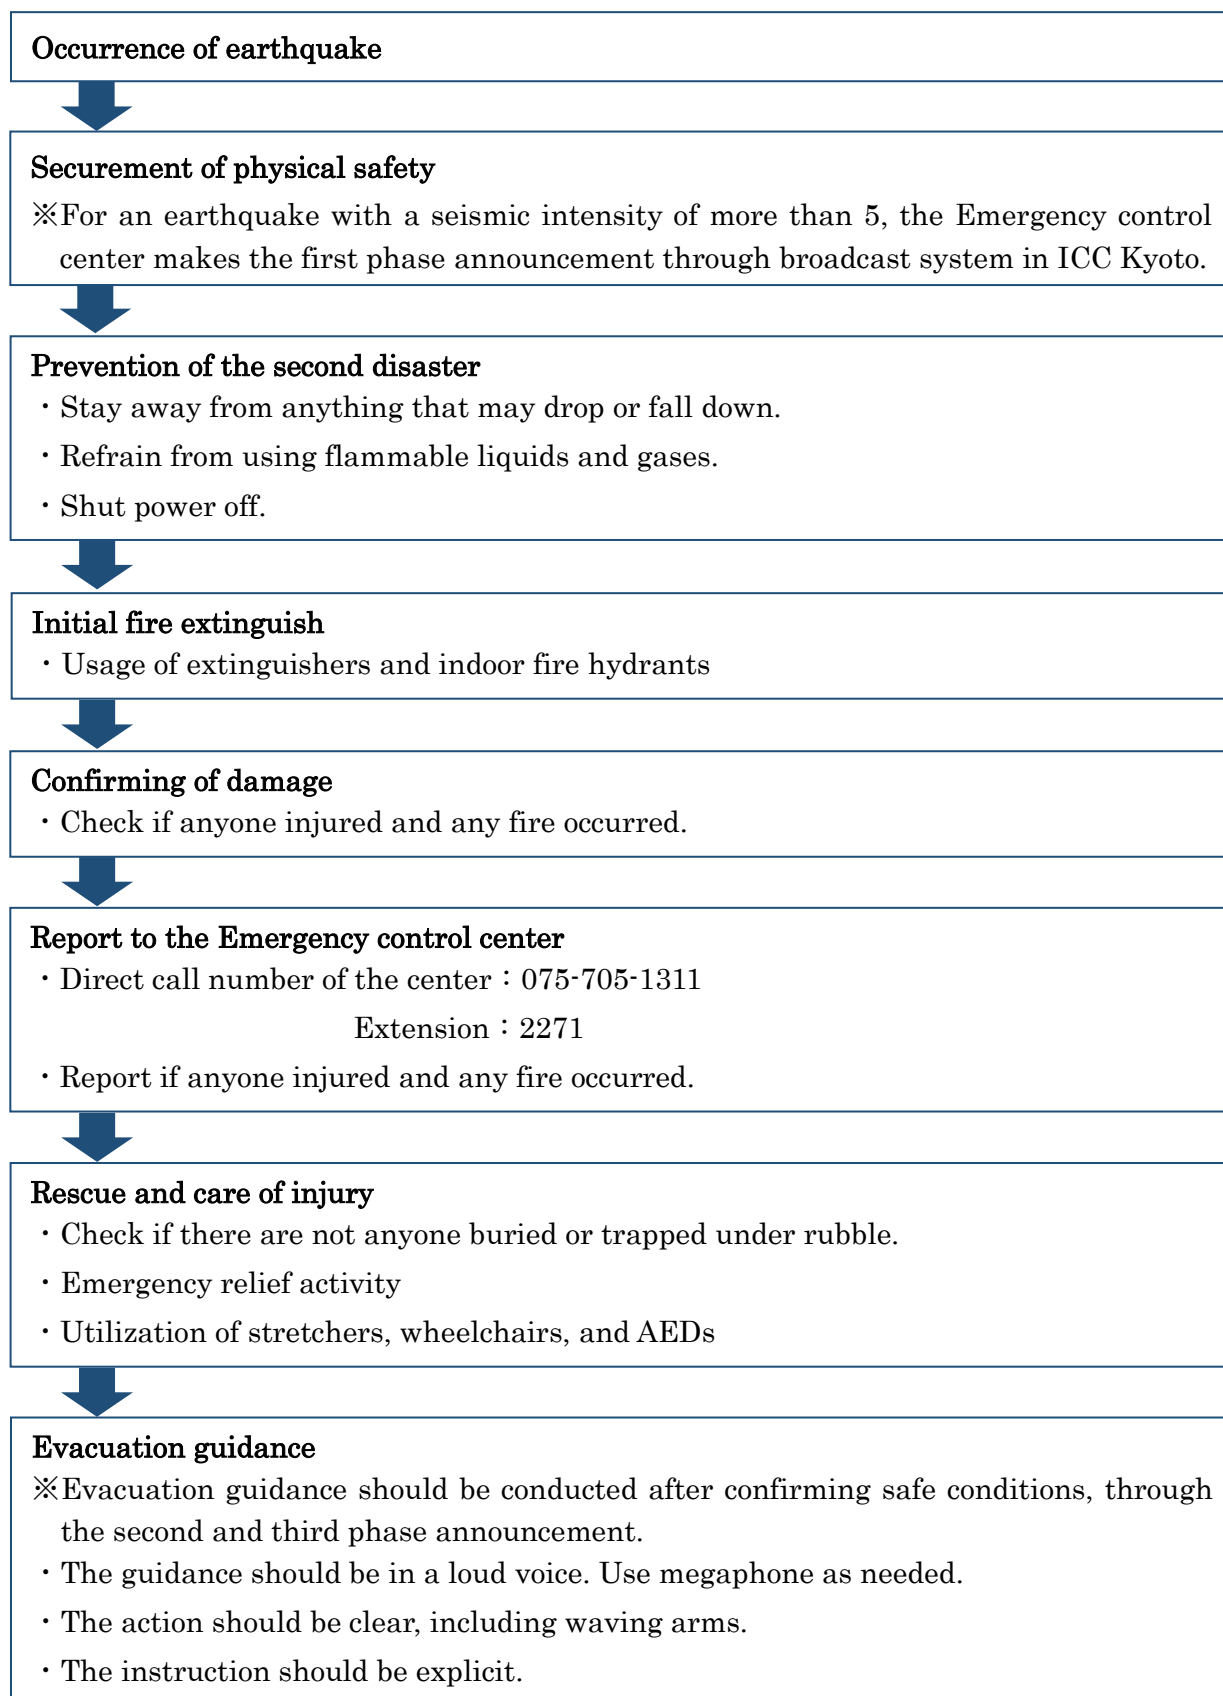 Occurrence of earthquake
Securement of physical safety
※For an earthquake with a seismic intensity of more than 5, the Emergency control
center makes the first phase announcement through broadcast system in ICC Kyoto.
Prevention of the second disaster
・Stay away from anything that may drop or fall down.
・Refrain from using flammable liquids and gases.
・Shut power off.
Initial fire extinguish
・Usage of extinguishers and indoor fire hydrants
Confirming of damage
・Check if anyone injured and any fire occurred.
Report to the Emergency control center
・Direct call number of the center：075-705-1311
Extension：2271
・Report if anyone injured and any fire occurred.
Rescue and care of injury
・Check if there are not anyone buried or trapped under rubble.
・Emergency relief activity
・Utilization of stretchers, wheelchairs, and AEDs
Evacuation guidance
※Evacuation guidance should be conducted after confirming safe conditions, through
the second and third phase announcement.
・The guidance should be in a loud voice. Use megaphone as needed.
・The action should be clear, including waving arms.
・The instruction should be explicit.